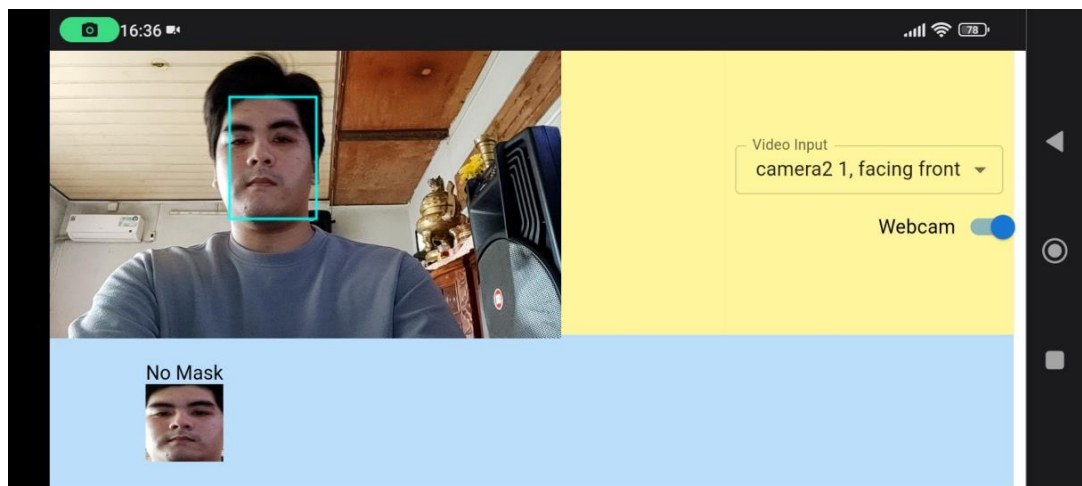 16:36
78
Video Input
camera2 1, facing front
Webcam
No Mask